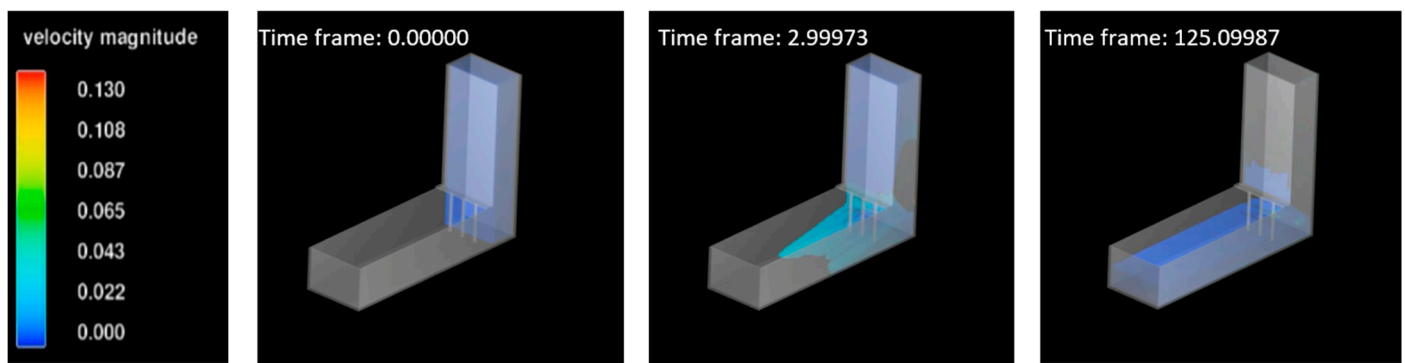 velocity magnitude
0.130
0.108
0.087
0.065
0.043
0.022
0.000
Time frame: 0.00000
Time frame: 2.99973
Time frame: 125.09987